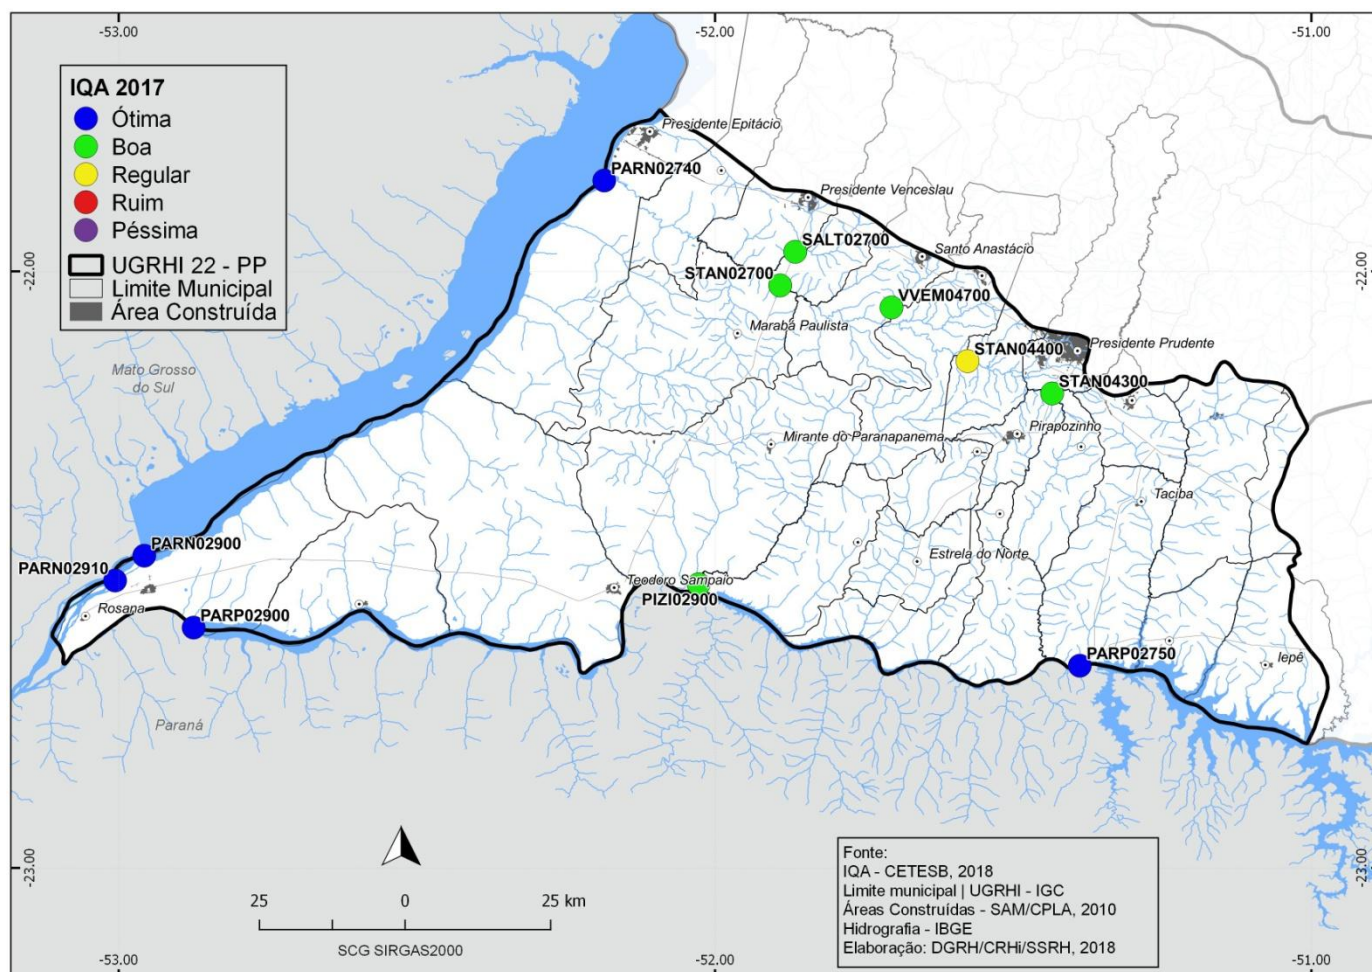 -53.00
-52.00
-51.00
IQA 2017
Ótima
Boa
Regular
Ruim
Péssima
UGRHI 22 - PP
Limite Municipal
Área Construída
Presidente Epitácio
PARN02740
Presidente Venceslau
SALT02700
Santo Anastácio
STAN02700
-22.00
-22.00
VVEM04700
Marabá Paulista
Presidente Prudente
STAN04400
Mato Grosso
do Sul
STAN04300
Pirapozinho
Mirante do Paranapanema
Taciba
PARN02900
Estrela do Norte
PARN02910
Teodoro Sampaio
PIZI02900
Rosana
PARP02900
PARP02750
Iepê
Paraná
25
0
25 km
SCG SIRGAS2000
Fonte:
IQA - CETESB, 2018
Limite municipal | UGRHI - IGC
Áreas Construídas - SAM/CPLA, 2010
Hidrografia - IBGE
Elaboração: DGRH/CRHi/SSRH, 2018
-23.00
-23.00
-53.00
-52.00
-51.00